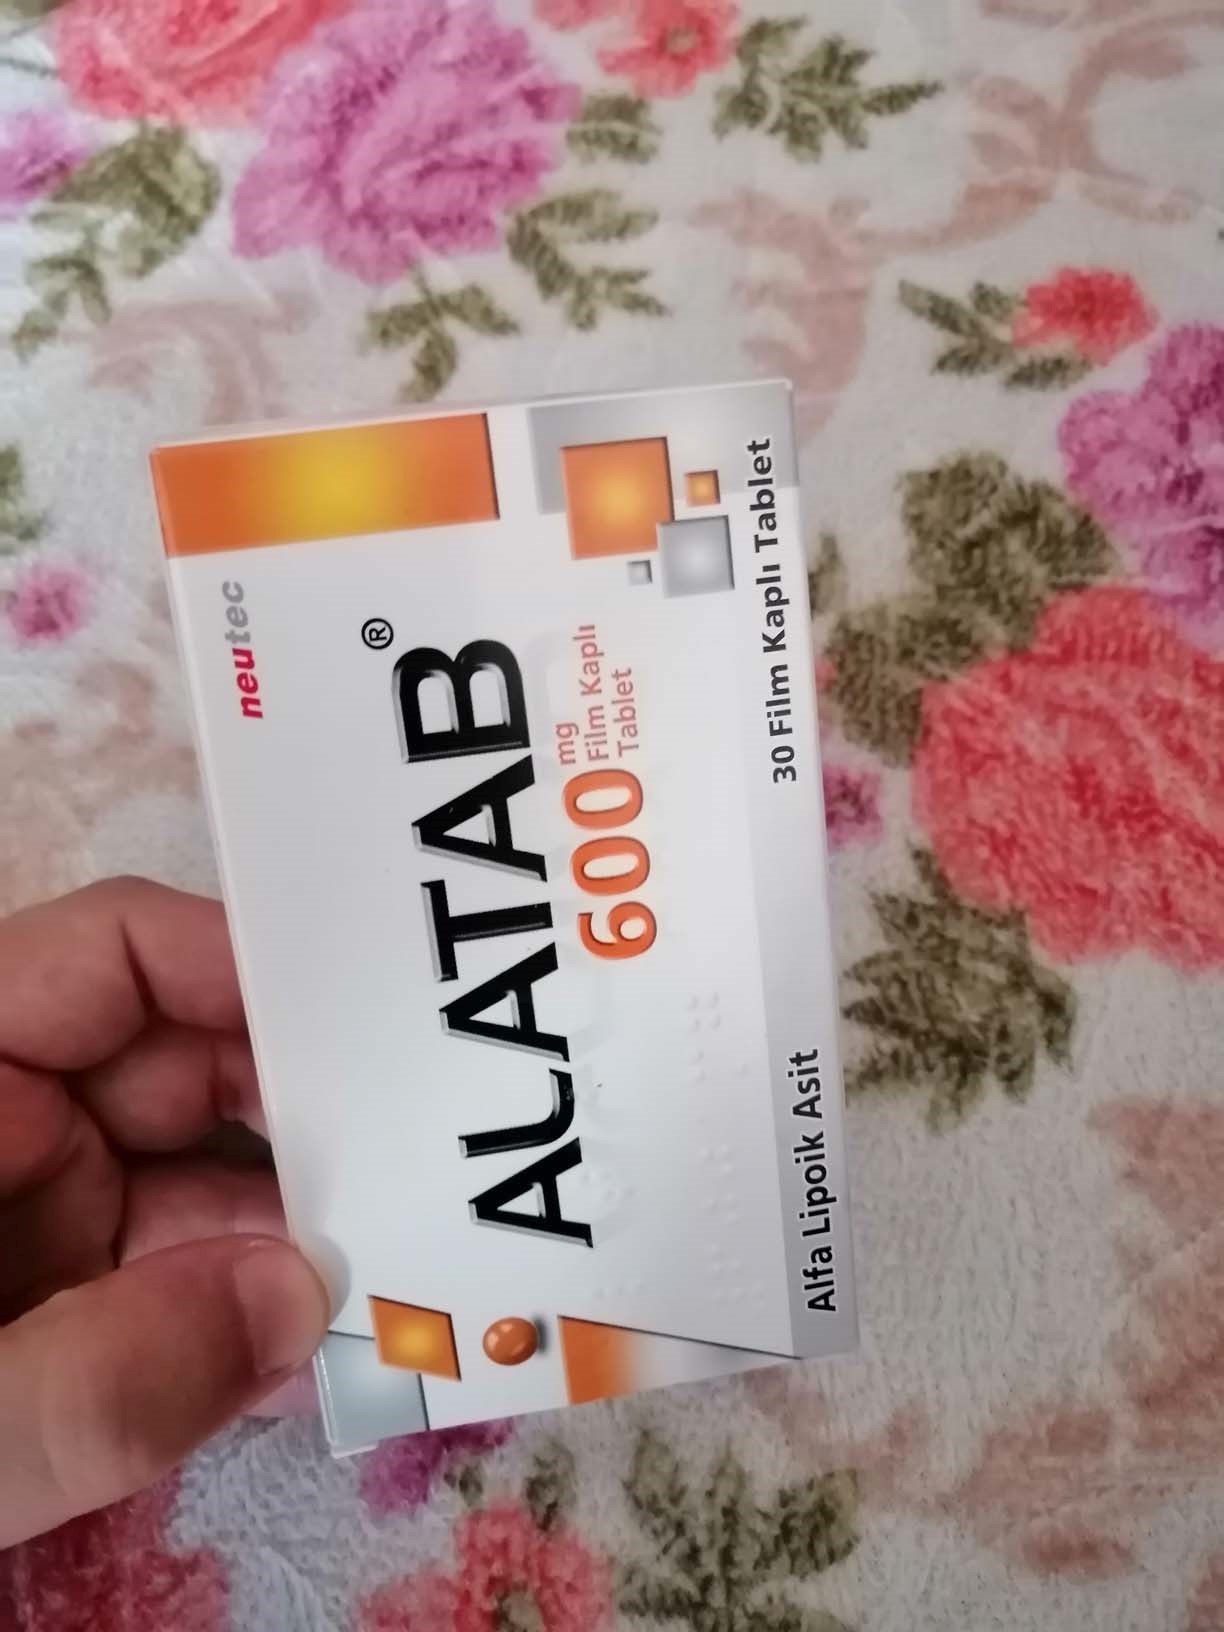 neutec
ALATAB®
600 mg
Film Kaplı
Tablet
Alfa Lipoik Asit
30 Film Kaplı Tablet